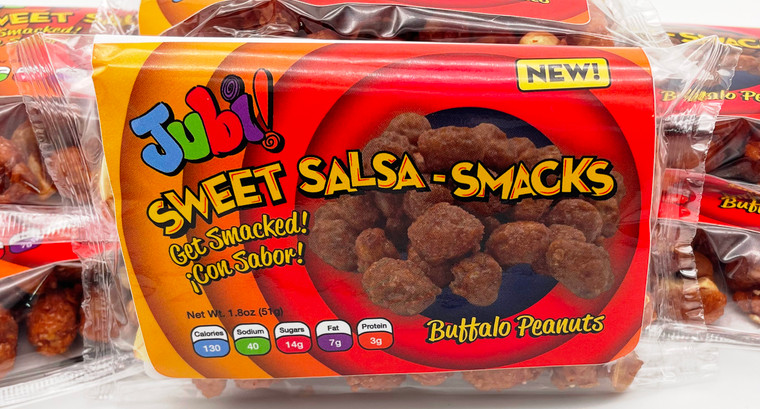 NEW!
Jubi!
SWEET SALSA-SMACKS
Get Smacked!
¡Con Sabor!
Net Wt. 1.8oz (51g)
Calories Sodium Sugars Fat Protein
130 40 14g 7g 3g
Buffalo Peanuts